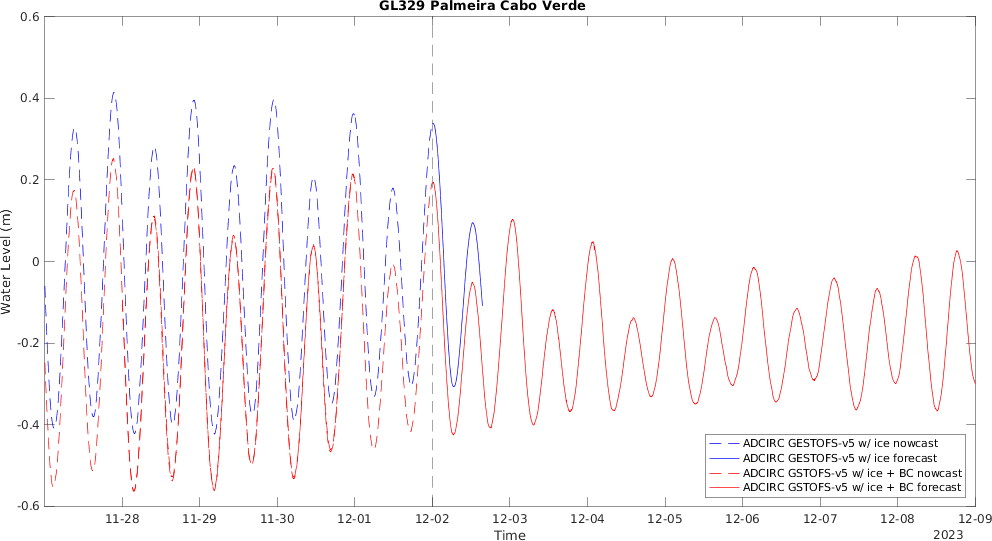 GL329 Palmeira Cabo Verde
0.6
0.4
0.2
0
-0.2
-0.4
-0.6
Water Level (m)
ADCIRC GESTOFS-v5 w/ ice nowcast
ADCIRC GESTOFS-v5 w/ ice forecast
ADCIRC GSTOFS-v5 w/ ice + BC nowcast
ADCIRC GSTOFS-v5 w/ ice + BC forecast
11-28 11-29 11-30 12-01 12-02 12-03 12-04 12-05 12-06 12-07 12-08 12-09
Time
2023